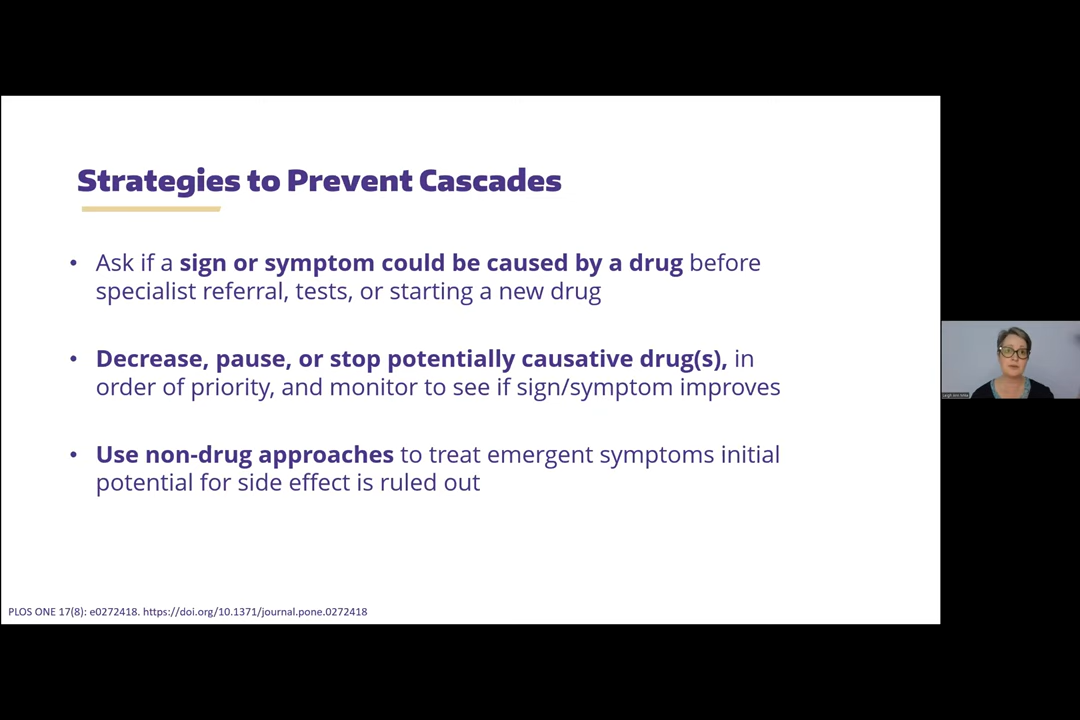 Strategies to Prevent Cascades
• Ask if a sign or symptom could be caused by a drug before
specialist referral, tests, or starting a new drug
• Decrease, pause, or stop potentially causative drug(s), in
order of priority, and monitor to see if sign/symptom improves
• Use non-drug approaches to treat emergent symptoms initial
potential for side effect is ruled out
PLOS ONE 17(8): e0272418. https://doi.org/10.1371/journal.pone.0272418